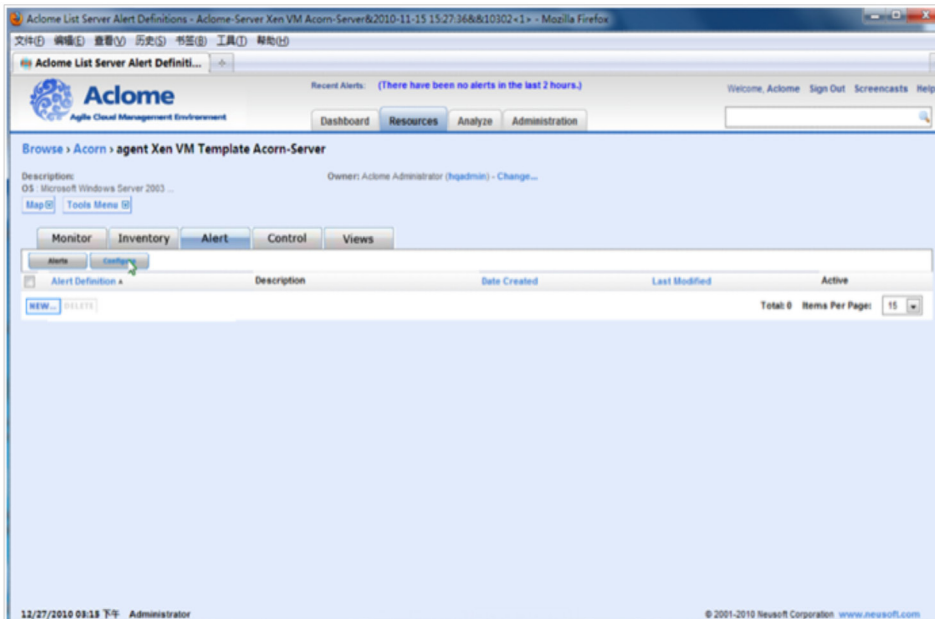 Aclome List Server Alert Definitions - Aclome-Server Xen VM Acorn-Server&2010-11-15 15:27:36&&10302<1> - Mozilla Firefox
文件(F) 编辑(E) 查看(V) 历史(S) 书签(B) 工具(T) 帮助(H)
Aclome List Server Alert Definiti...
Aclome
Agile Cloud Management Environment
Recent Alerts: (There have been no alerts in the last 2 hours.)
Welcome, Aclome Sign Out Screencasts Help
Dashboard Resources Analyze Administration
Browse › Acorn › agent Xen VM Template Acorn-Server
Description:
Owner: Aclome Administrator (hqadmin) - Change...
OS : Microsoft Windows Server 2003 ...
Map Tools Menu
Monitor Inventory Alert Control Views
Alerts Configure
Alert Definition Description Date Created Last Modified Active
NEW... DELETE
Total: 0 Items Per Page: 15
12/27/2010 03:15 下午 Administrator
© 2001-2010 Neusoft Corporation www.neusoft.com